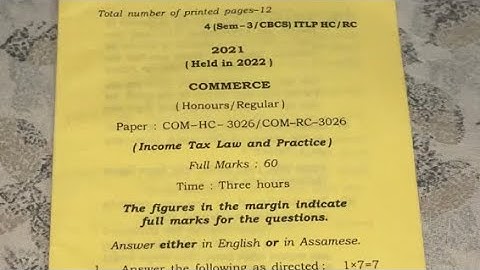 Total number of printed pages–12
4 (Sem–3/CBCS) ITLP HC/RC
2021
( Held in 2022 )
COMMERCE
( Honours/Regular )
Paper : COM–HC– 3026/COM–RC–3026
(Income Tax Law and Practice)
Full Marks : 60
Time : Three hours
The figures in the margin indicate
full marks for the questions.
Answer either in English or in Assamese.
1. Answer the following as directed : 1×7=7